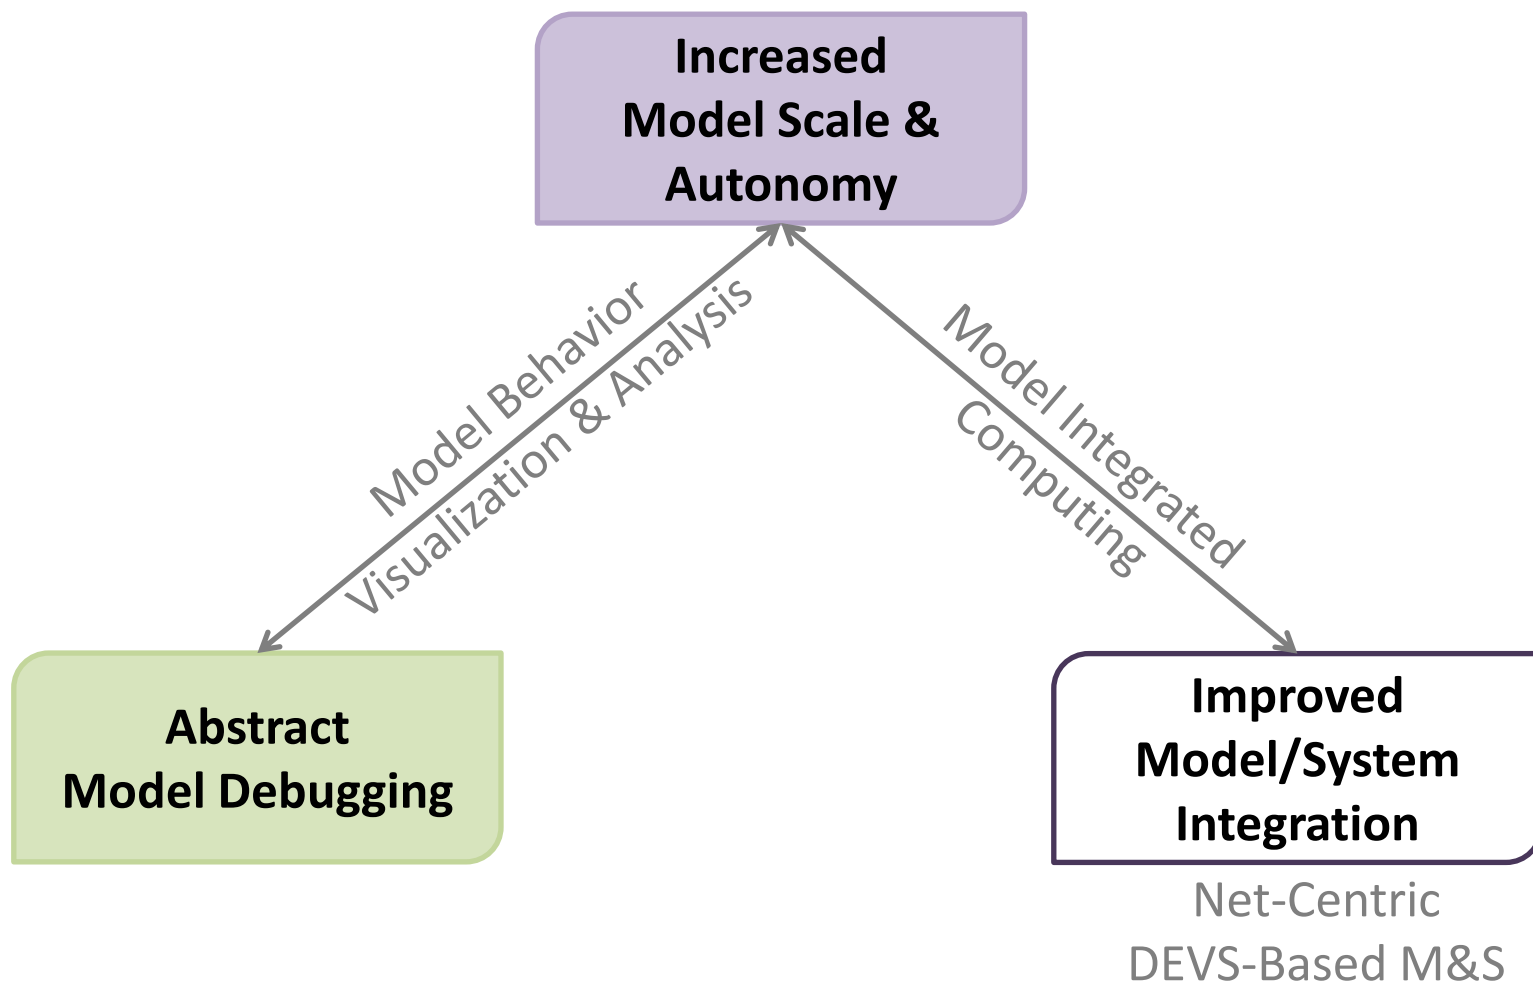 Increased
Model Scale &
Autonomy
Model Behavior
Visualization & Analysis
Model Integrated
Computing
Abstract
Model Debugging
Improved
Model/System
Integration
Net-Centric
DEVS-Based M&S